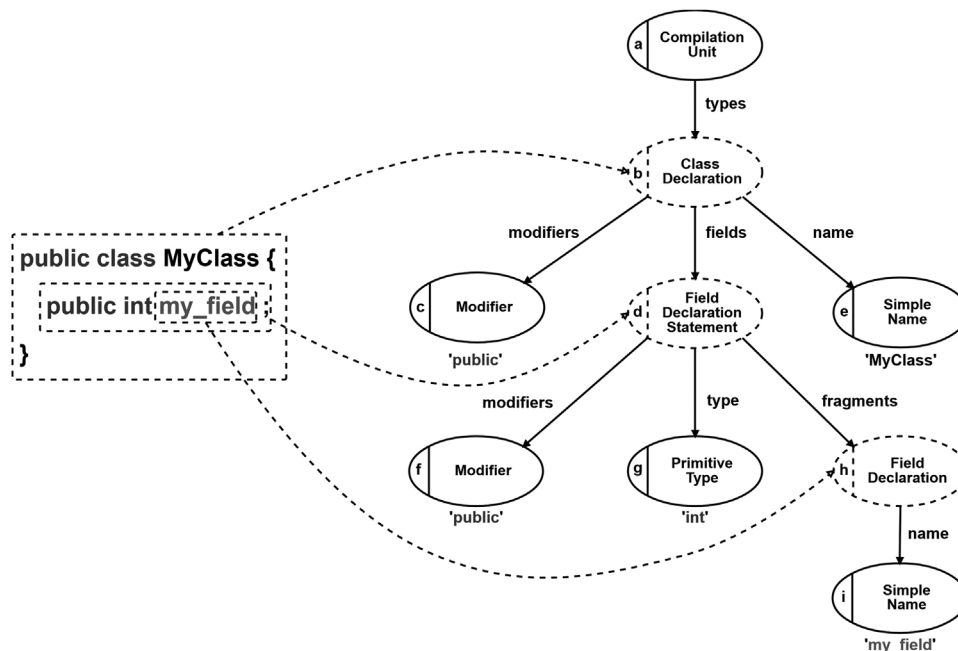 a
Compilation
Unit
types
b
Class
Declaration
modifiers
fields
name
public class MyClass {
public int my_field ;
}
c
Modifier
'public'
d
Field
Declaration
Statement
e
Simple
Name
'MyClass'
modifiers
type
fragments
f
Modifier
'public'
g
Primitive
Type
'int'
h
Field
Declaration
name
i
Simple
Name
'my_field'